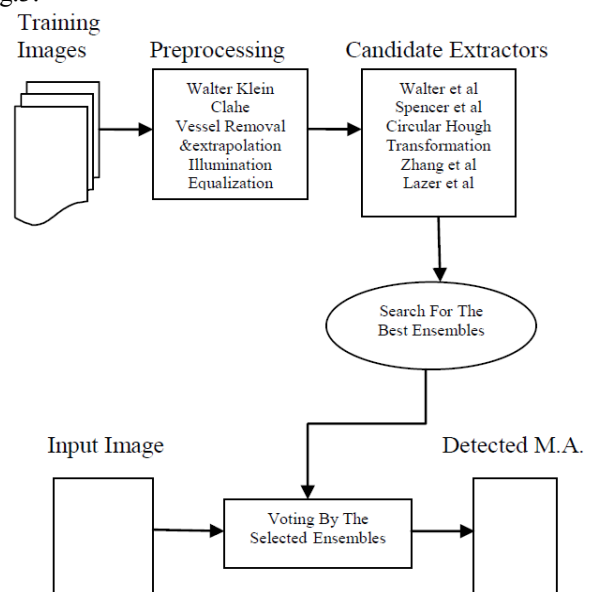 g.5.
Training
Images
Preprocessing
Candidate Extractors
Walter Klein
Clahe
Vessel Removal
&extrapolation
Illumination
Equalization
Walter et al
Spencer et al
Circular Hough
Transformation
Zhang et al
Lazer et al
Search For The
Best Ensembles
Input Image
Detected M.A.
Voting By The
Selected Ensembles